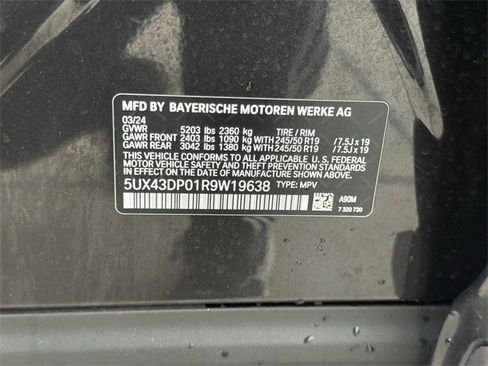 MFD BY BAYERISCHE MOTOREN WERKE AG
03/24
GVWR 5203 lbs 2360 kg TIRE / RIM
GAWR FRONT 2403 lbs 1090 kg 245/50 R19 /7.5J x 19
GAWR REAR 3042 lbs 1380 kg 245/50 R19 /7.5J x 19
THIS VEHICLE CONFORMS TO ALL APPLICABLE U.S. FEDERAL
MOTOR VEHICLE SAFETY AND THEFT PREVENTION STANDARDS
IN EFFECT ON THE DATE OF MANUFACTURE SHOWN ABOVE.
5UX43DP01R9W19638 TYPE: MPV
A90M
7 320 730